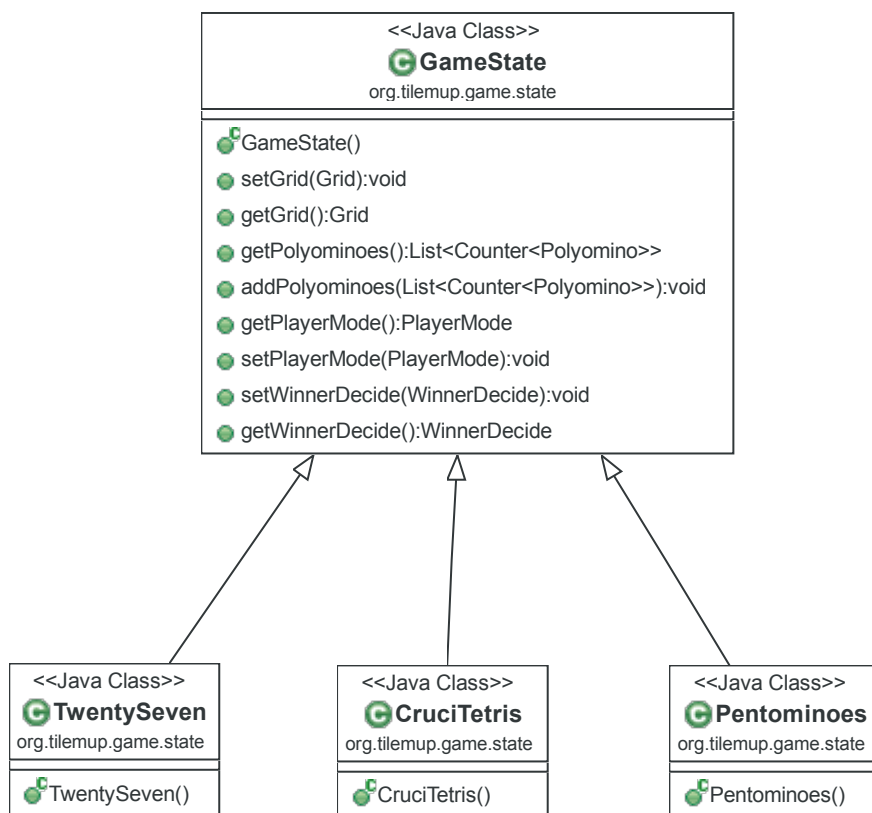 <<Java Class>>
GameState
org.tilemup.game.state
GameState()
setGrid(Grid):void
getGrid():Grid
getPolyominoes():List<Counter<Polyomino>>
addPolyominoes(List<Counter<Polyomino>>):void
getPlayerMode():PlayerMode
setPlayerMode(PlayerMode):void
setWinnerDecide(WinnerDecide):void
getWinnerDecide():WinnerDecide
<<Java Class>>
TwentySeven
org.tilemup.game.state
TwentySeven()
<<Java Class>>
CruciTetris
org.tilemup.game.state
CruciTetris()
<<Java Class>>
Pentominoes
org.tilemup.game.state
Pentominoes()